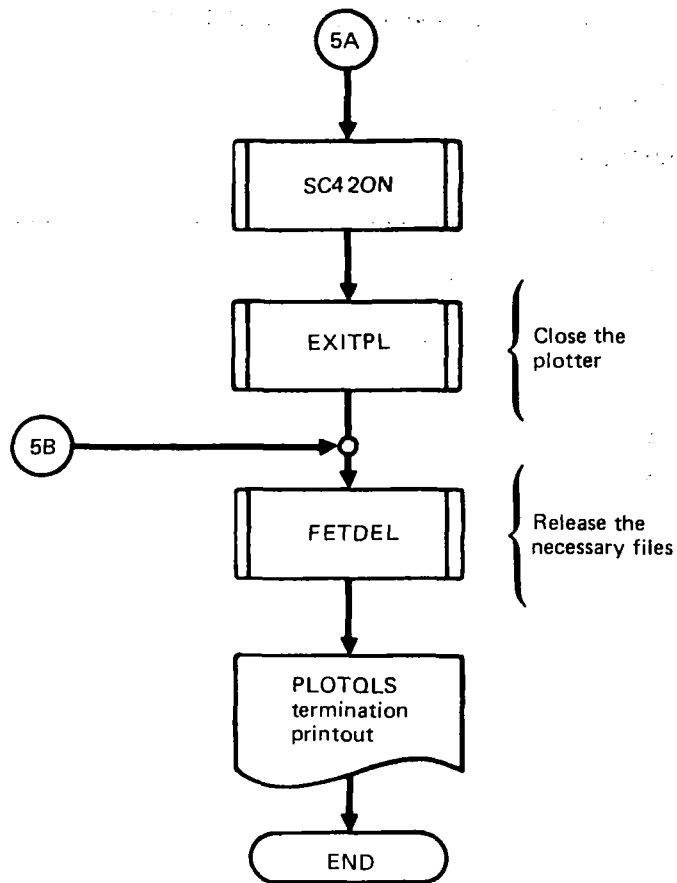 5A
SC42ON
EXITPL
Close the
plotter
5B
FETDEL
Release the
necessary files
PLOTQLS
termination
printout
END